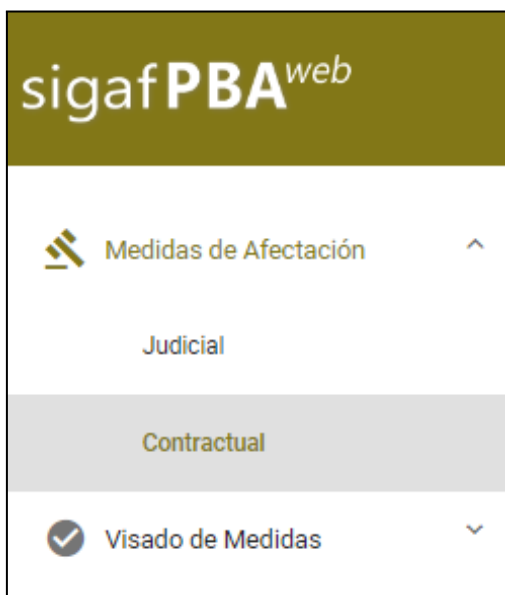 sigafPBAweb
Medidas de Afectación
Judicial
Contractual
Visado de Medidas